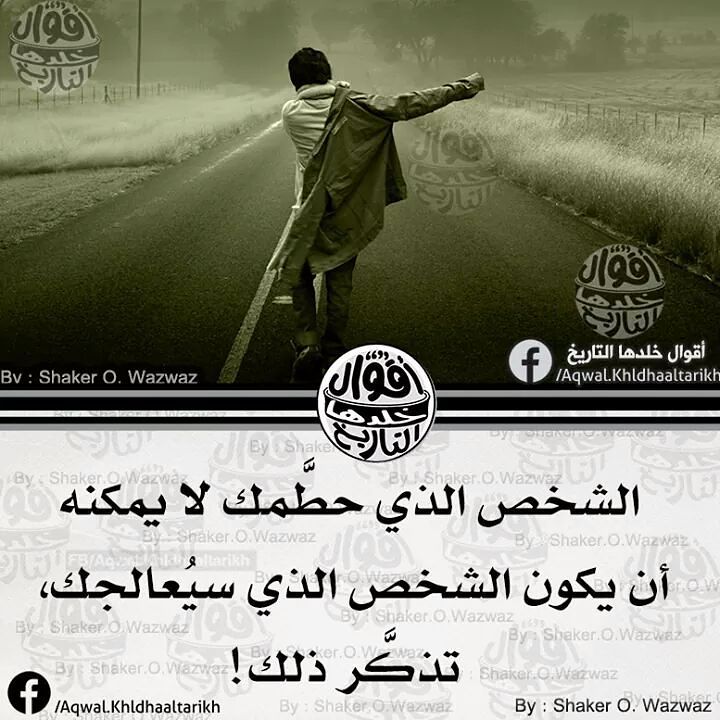 أقوال
خلدها
التاريخ
أقوال خلدها التاريخ
/Aqwal.Khldhaaltarikh
By : Shaker O. Wazwaz
أقوال
خلدها
التاريخ
الشخص الذي حطَّمك لا يمكنه
أن يكون الشخص الذي سيُعالجك،
تذكَّر ذلك!
/Aqwal.Khldhaaltarikh
By : Shaker O. Wazwaz